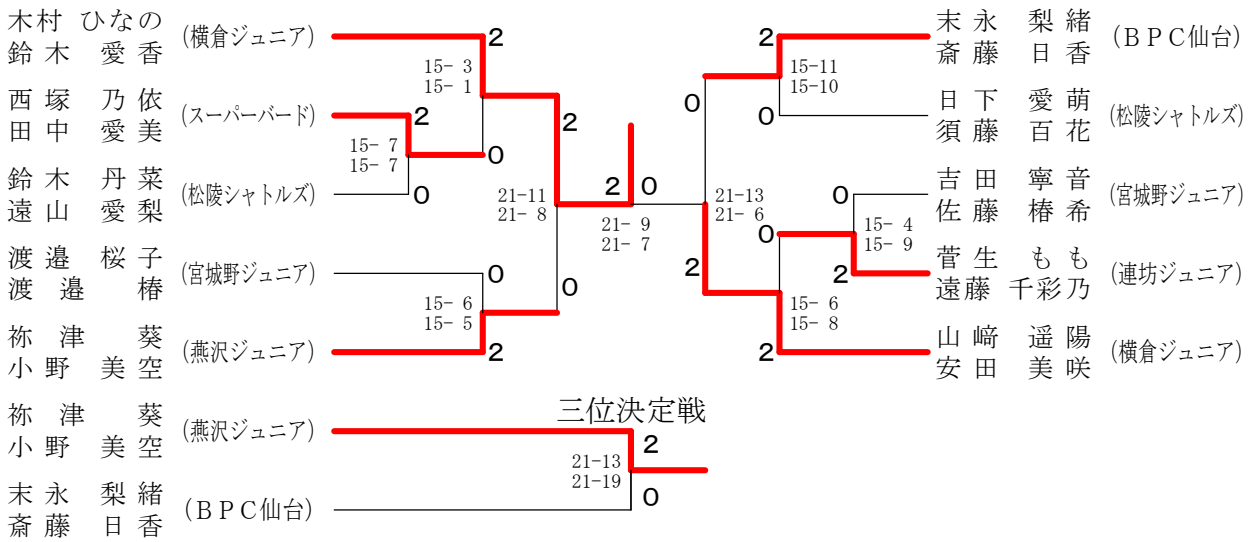 木村 ひなの
鈴木 愛香
(横倉ジュニア)
2
15- 3
15- 1
西塚 乃依
田中 愛美
(スーパーバード)
2
15- 7
15- 7
0
鈴木 丹菜
遠山 愛梨
(松陵シャトルズ)
0
2
21-11
21- 8
渡邉 桜子
渡邉 椿
(宮城野ジュニア)
0
15- 6
15- 5
0
祢津 葵
小野 美空
(燕沢ジュニア)
2
2 0
21- 9
21- 7
末永 梨緒
斎藤 日香
(BPC仙台)
2
15-11
15-10
0
日下 愛萌
須藤 百花
(松陵シャトルズ)
0
21-13
21- 6
2
吉田 寧音
佐藤 椿希
(宮城野ジュニア)
0
15- 4
15- 9
0
菅生 もも
遠藤 千彩乃
(連坊ジュニア)
2
15- 6
15- 8
山﨑 遥陽
安田 美咲
(横倉ジュニア)
2
三位決定戦
祢津 葵
小野 美空
(燕沢ジュニア)
2
21-13
21-19
末永 梨緒
斎藤 日香
(BPC仙台)
0